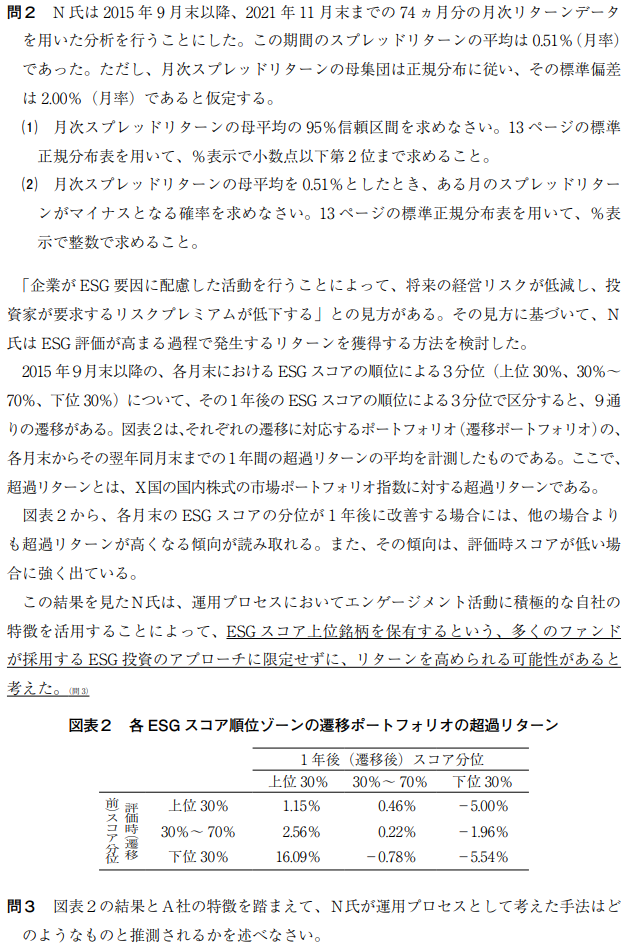 問2　N氏は2015年9月末以降、2021年11月末までの74ヵ月分の月次リターンデータ
を用いた分析を行うことにした。この期間のスプレッドリターンの平均は0.51%（月率）
であった。ただし、月次スプレッドリターンの母集団は正規分布に従い、その標準偏差
は2.00%（月率）であると仮定する。
⑴　月次スプレッドリターンの母平均の95%信頼区間を求めなさい。13ページの標準
正規分布表を用いて、%表示で小数点以下第2位まで求めること。
⑵　月次スプレッドリターンの母平均を0.51%としたとき、ある月のスプレッドリター
ンがマイナスとなる確率を求めなさい。13ページの標準正規分布表を用いて、%表
示で整数で求めること。
「企業がESG要因に配慮した活動を行うことによって、将来の経営リスクが低減し、投
資家が要求するリスクプレミアムが低下する」との見方がある。その見方に基づいて、N
氏はESG評価が高まる過程で発生するリターンを獲得する方法を検討した。
2015年9月末以降の、各月末におけるESGスコアの順位による3分位（上位30%、30%～
70%、下位30%）について、その1年後のESGスコアの順位による3分位で区分すると、9通
りの遷移がある。図表2は、それぞれの遷移に対応するポートフォリオ（遷移ポートフォリオ）の、
各月末からその翌年同月末までの1年間の超過リターンの平均を計測したものである。ここで、
超過リターンとは、X国の国内株式の市場ポートフォリオ指数に対する超過リターンである。
図表2から、各月末のESGスコアの分位が1年後に改善する場合には、他の場合より
も超過リターンが高くなる傾向が読み取れる。また、その傾向は、評価時スコアが低い場
合に強く出ている。
この結果を見たN氏は、運用プロセスにおいてエンゲージメント活動に積極的な自社の
特徴を活用することによって、ESGスコア上位銘柄を保有するという、多くのファンド
が採用するESG投資のアプローチに限定せずに、リターンを高められる可能性があると
考えた。（問3）
図表2　各ESGスコア順位ゾーンの遷移ポートフォリオの超過リターン
1年後（遷移後）スコア分位
上位30%　30%～70%　下位30%
評価時（遷移前）スコア分位
上位30%　1.15%　0.46%　－5.00%
30%～70%　2.56%　0.22%　－1.96%
下位30%　16.09%　－0.78%　－5.54%
問3　図表2の結果とA社の特徴を踏まえて、N氏が運用プロセスとして考えた手法はど
のようなものと推測されるかを述べなさい。